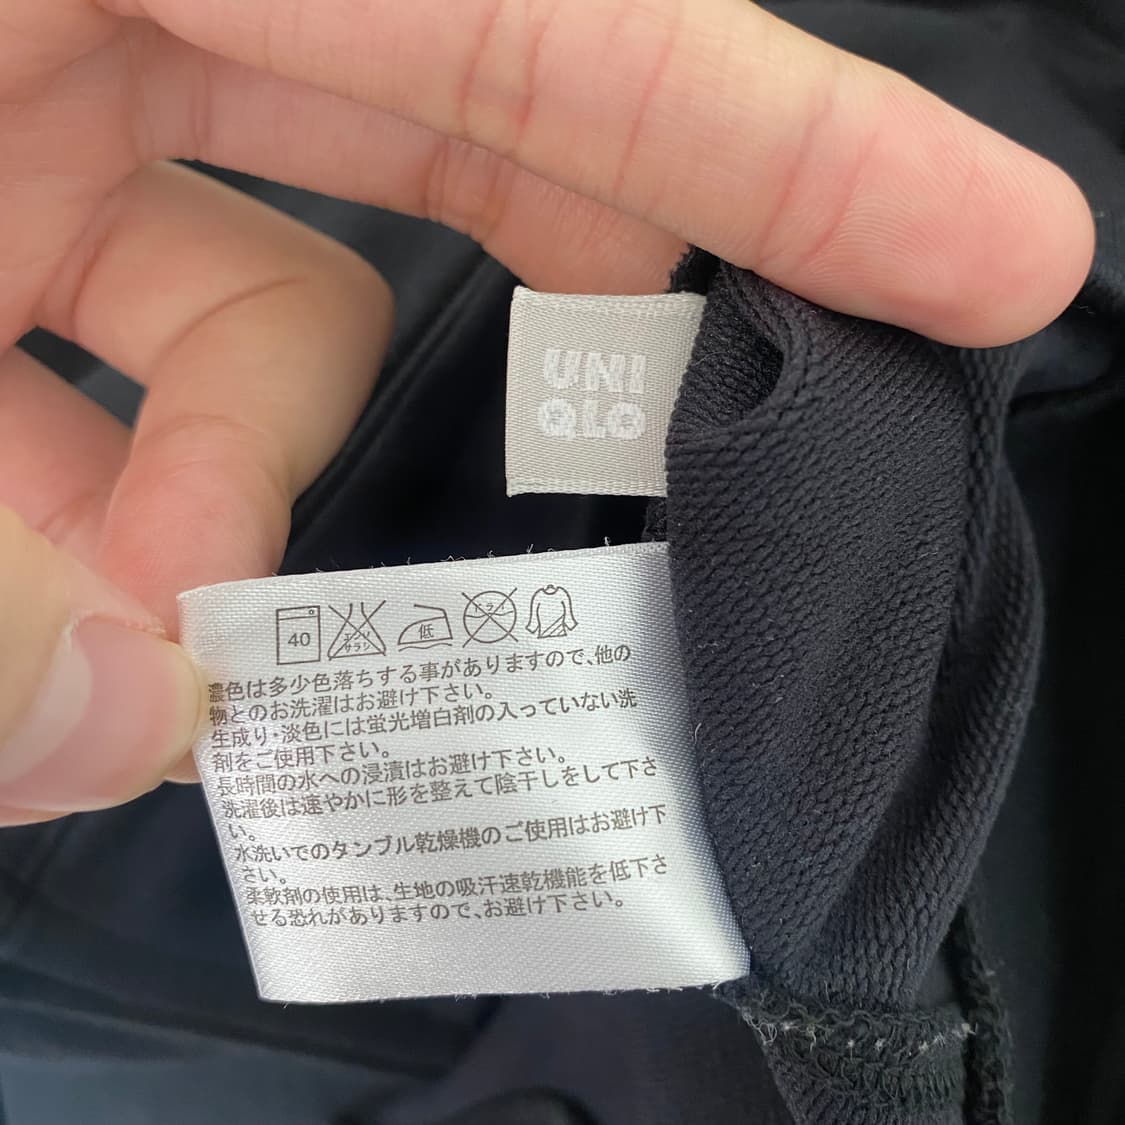 UNI
QLO
40
エンソ
サラシ
低
ドライ
濃色は多少色落ちする事がありますので、他の
物とのお洗濯はお避け下さい。
生成り・淡色には蛍光増白剤の入っていない洗
剤をご使用下さい。
長時間の水への浸漬はお避け下さい。
洗濯後は速やかに形を整えて陰干しをして下さ
い。
水洗いでのタンブル乾燥機のご使用はお避け下
さい。
柔軟剤の使用は、生地の吸汗速乾機能を低下さ
せる恐れがありますので、お避け下さい。